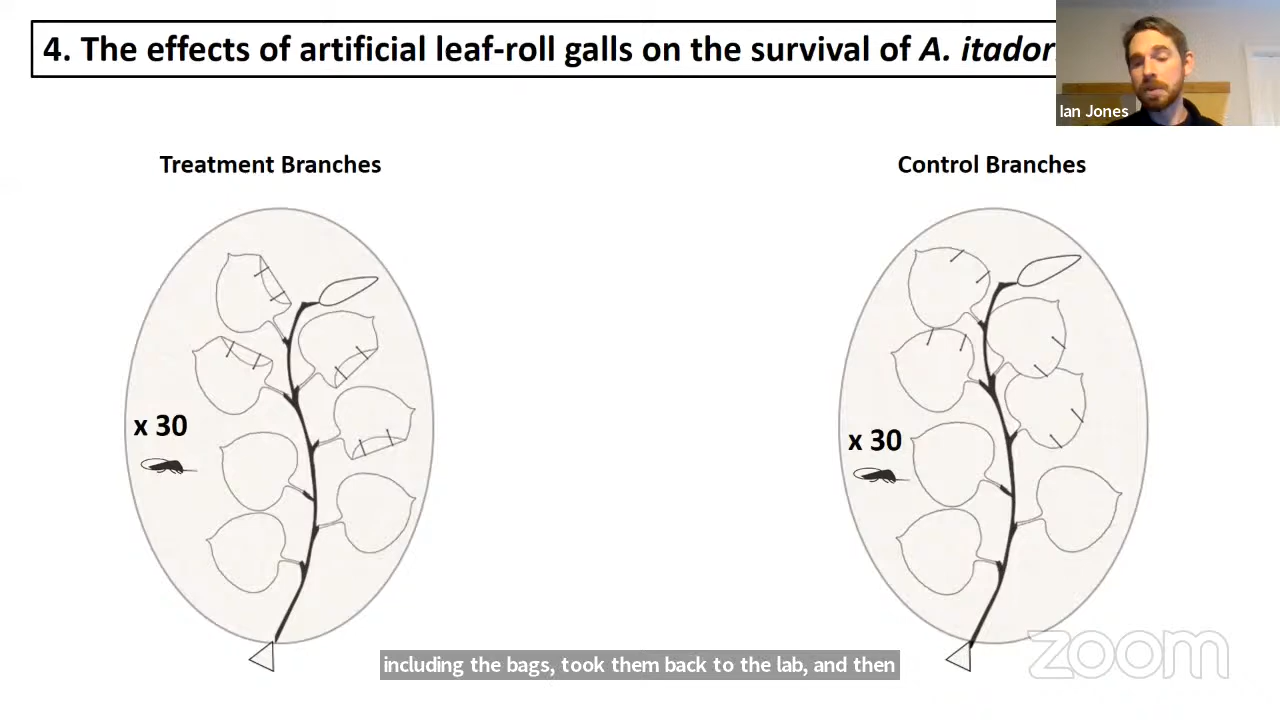 4. The effects of artificial leaf-roll galls on the survival of A. itador
Ian Jones
Treatment Branches
Control Branches
x 30
x 30
including the bags, took them back to the lab, and then
zoom